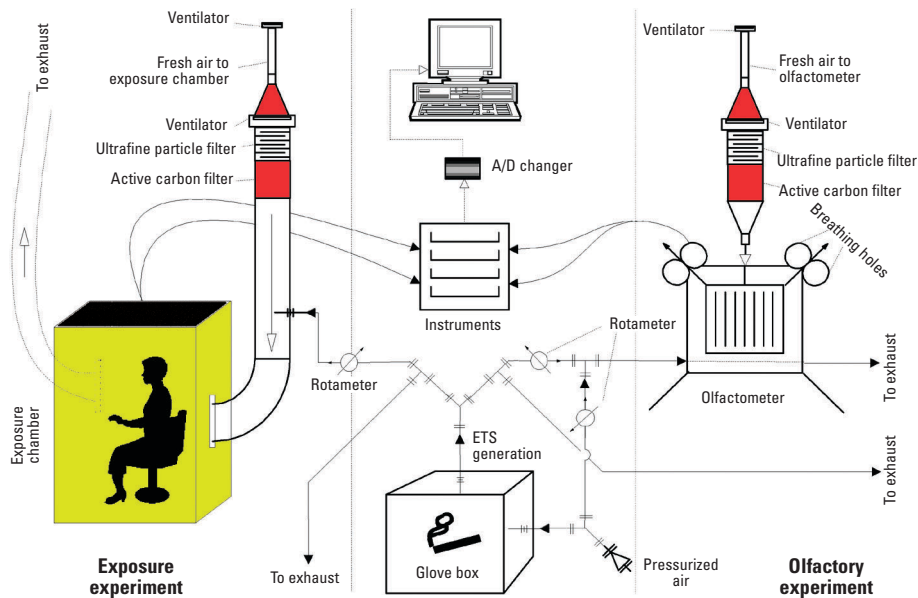 To exhaust
Ventilator
Fresh air to
exposure chamber
Ventilator
Ultrafine particle filter
Active carbon filter
Exposure
chamber
Exposure
experiment
A/D changer
Instruments
Rotameter
Rotameter
ETS
generation
Glove box
To exhaust
Pressurized
air
Ventilator
Fresh air to
olfactometer
Ventilator
Ultrafine particle filter
Active carbon filter
Breathing holes
Olfactometer
To exhaust
To exhaust
Olfactory
experiment